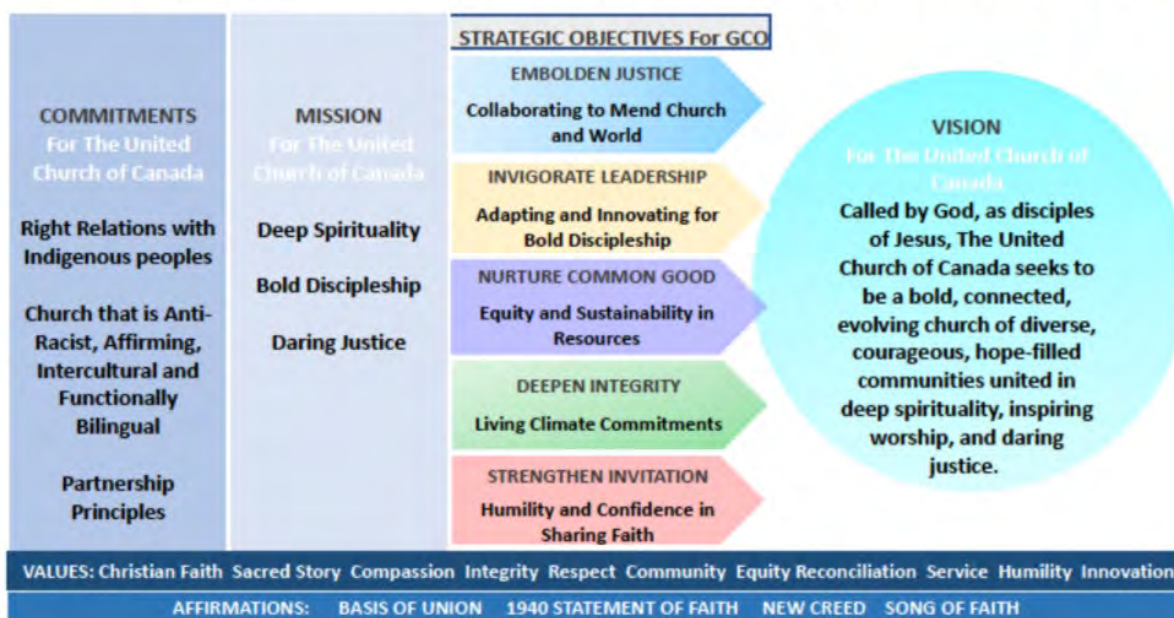 COMMITMENTS
For The United
Church of Canada
Right Relations with
Indigenous peoples
Church that is Anti-
Racist, Affirming,
Intercultural and
Functionally
Bilingual
Partnership
Principles
MISSION
For The United
Church of Canada
Deep Spirituality
Bold Discipleship
Daring Justice
STRATEGIC OBJECTIVES For GCO
EMBOLDEN JUSTICE
Collaborating to Mend Church
and World
INVIGORATE LEADERSHIP
Adapting and Innovating for
Bold Discipleship
NURTURE COMMON GOOD
Equity and Sustainability in
Resources
DEEPEN INTEGRITY
Living Climate Commitments
STRENGTHEN INVITATION
Humility and Confidence in
Sharing Faith
VISION
For The United Church of
Canada
Called by God, as disciples
of Jesus, The United
Church of Canada seeks to
be a bold, connected,
evolving church of diverse,
courageous, hope-filled
communities united in
deep spirituality, inspiring
worship, and daring
justice.
VALUES: Christian Faith Sacred Story Compassion Integrity Respect Community Equity Reconciliation Service Humility Innovation
AFFIRMATIONS: BASIS OF UNION 1940 STATEMENT OF FAITH NEW CREED SONG OF FAITH